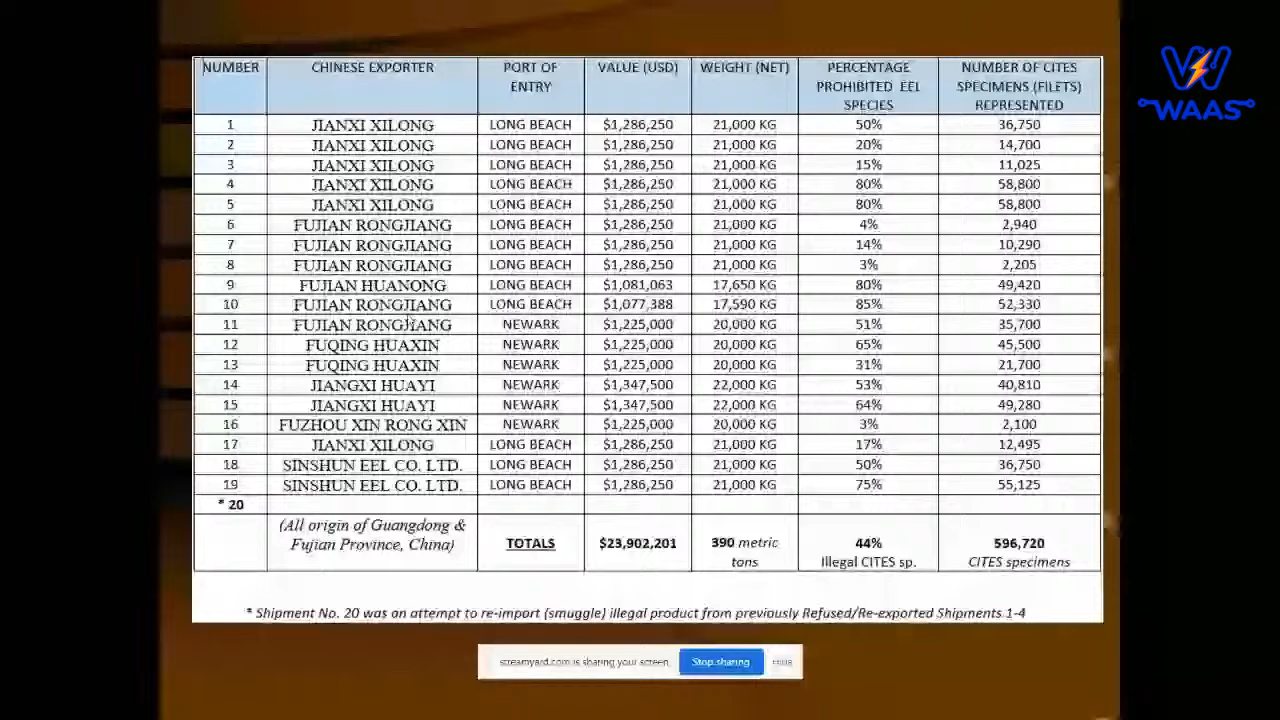 NUMBER CHINESE EXPORTER PORT OF ENTRY VALUE (USD) WEIGHT (NET) PERCENTAGE PROHIBITED EEL SPECIES NUMBER OF CITES SPECIMENS (FILETS) REPRESENTED
1 JIANXI XILONG LONG BEACH $1,286,250 21,000 KG 50% 36,750
2 JIANXI XILONG LONG BEACH $1,286,250 21,000 KG 20% 14,700
3 JIANXI XILONG LONG BEACH $1,286,250 21,000 KG 15% 11,025
4 JIANXI XILONG LONG BEACH $1,286,250 21,000 KG 80% 58,800
5 JIANXI XILONG LONG BEACH $1,286,250 21,000 KG 80% 58,800
6 FUJIAN RONGJIANG LONG BEACH $1,286,250 21,000 KG 4% 2,940
7 FUJIAN RONGJIANG LONG BEACH $1,286,250 21,000 KG 14% 10,290
8 FUJIAN RONGJIANG LONG BEACH $1,286,250 21,000 KG 3% 2,205
9 FUJIAN HUANONG LONG BEACH $1,081,063 17,650 KG 80% 49,420
10 FUJIAN RONGJIANG LONG BEACH $1,077,388 17,590 KG 85% 52,330
11 FUJIAN RONGJIANG NEWARK $1,225,000 20,000 KG 51% 35,700
12 FUQING HUAXIN NEWARK $1,225,000 20,000 KG 65% 45,500
13 FUQING HUAXIN NEWARK $1,225,000 20,000 KG 31% 21,700
14 JIANGXI HUAYI NEWARK $1,347,500 22,000 KG 53% 40,810
15 JIANGXI HUAYI NEWARK $1,347,500 22,000 KG 64% 49,280
16 FUZHOU XIN RONG XIN NEWARK $1,225,000 20,000 KG 3% 2,100
17 JIANXI XILONG LONG BEACH $1,286,250 21,000 KG 17% 12,495
18 SINSHUN EEL CO. LTD. LONG BEACH $1,286,250 21,000 KG 50% 36,750
19 SINSHUN EEL CO. LTD. LONG BEACH $1,286,250 21,000 KG 75% 55,125
* 20
(All origin of Guangdong & Fujian Province, China) TOTALS $23,902,201 390 metric tons 44% Illegal CITES sp. 596,720 CITES specimens
* Shipment No. 20 was an attempt to re-import (smuggle) illegal product from previously Refused/Re-exported Shipments 1-4
streamyard.com is sharing your screen. Stop sharing Hide
WAAS